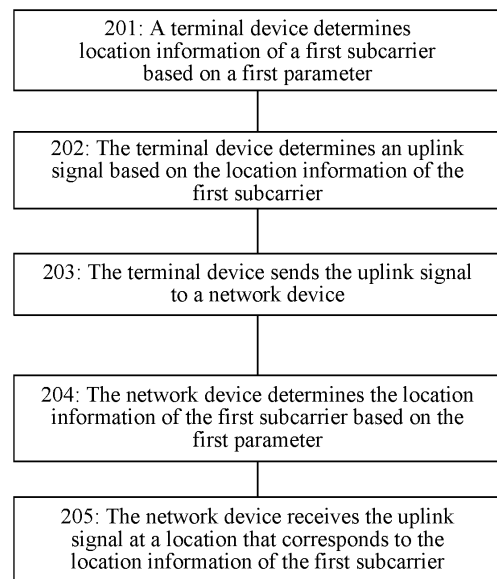 201: A terminal device determines
location information of a first subcarrier
based on a first parameter
202: The terminal device determines an uplink
signal based on the location information of the
first subcarrier
203: The terminal device sends the uplink signal
to a network device
204: The network device determines the location
information of the first subcarrier based on the
first parameter
205: The network device receives the uplink
signal at a location that corresponds to the
location information of the first subcarrier